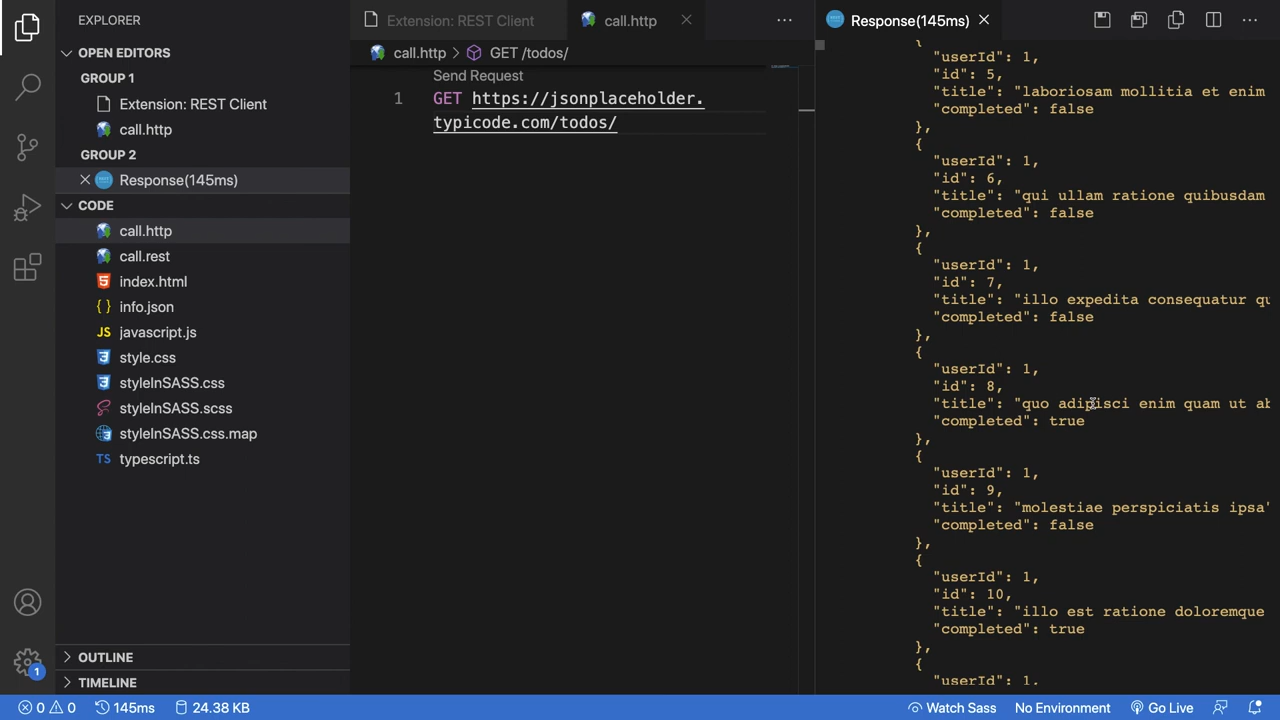 EXPLORER
OPEN EDITORS
GROUP 1
Extension: REST Client
call.http
GROUP 2
Response(145ms)
CODE
call.http
call.rest
index.html
{ } info.json
JS javascript.js
style.css
styleInSASS.css
styleInSASS.scss
styleInSASS.css.map
TS typescript.ts
OUTLINE
TIMELINE
1
Extension: REST Client
call.http
call.http > GET /todos/
Send Request
1 GET https://jsonplaceholder.
typicode.com/todos/
Response(145ms)
{
"userId": 1,
"id": 5,
"title": "laboriosam mollitia et enim
"completed": false
},
{
"userId": 1,
"id": 6,
"title": "qui ullam ratione quibusdam
"completed": false
},
{
"userId": 1,
"id": 7,
"title": "illo expedita consequatur qu
"completed": false
},
{
"userId": 1,
"id": 8,
"title": "quo adipisci enim quam ut ab
"completed": true
},
{
"userId": 1,
"id": 9,
"title": "molestiae perspiciatis ipsa"
"completed": false
},
{
"userId": 1,
"id": 10,
"title": "illo est ratione doloremque
"completed": true
},
{
"userId": 1,
0 0 145ms 24.38 KB Watch Sass No Environment Go Live